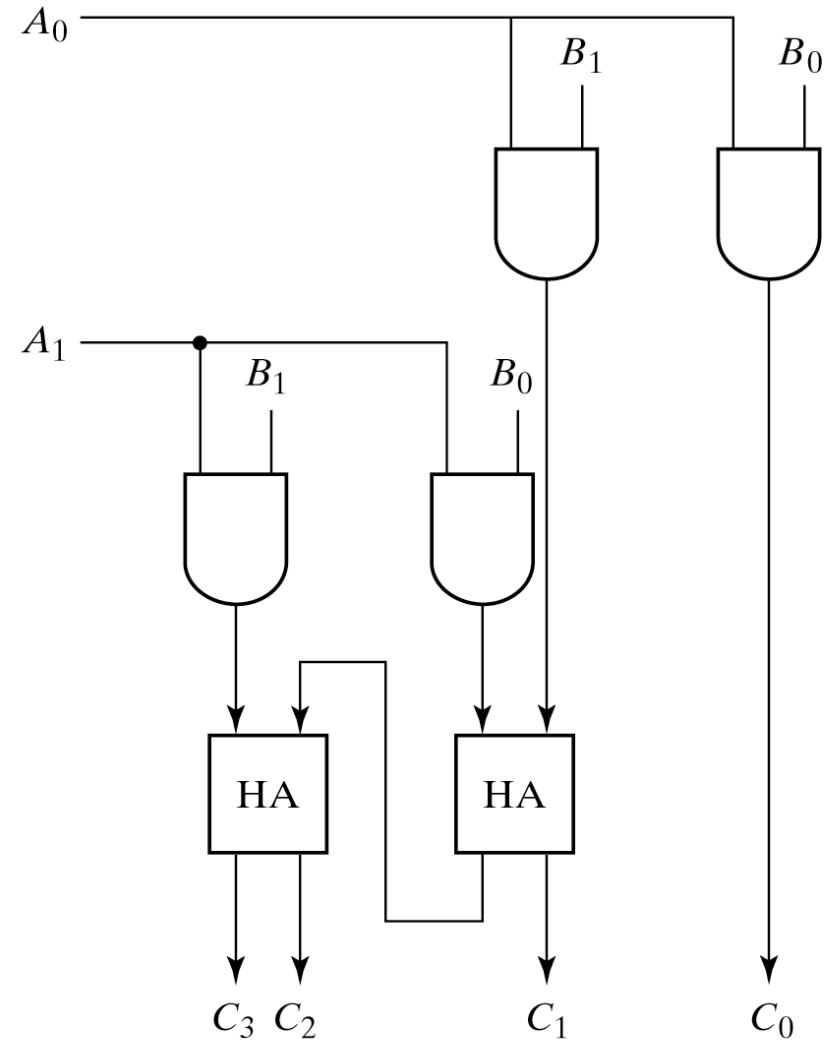 A₀
B₁ B₀
A₁
B₁ B₀
HA HA
C₃ C₂ C₁ C₀